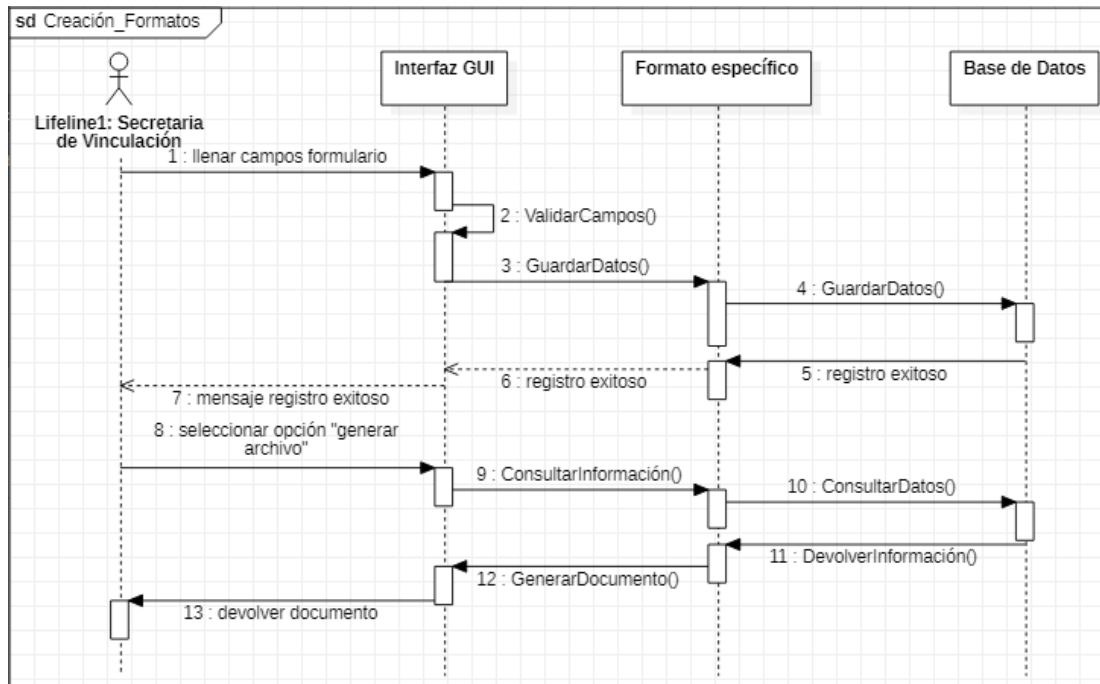 sd Creación_Formatos
Interfaz GUI
Formato específico
Base de Datos
Lifeline1: Secretaria
de Vinculación
1 : llenar campos formulario
2 : ValidarCampos()
3 : GuardarDatos()
4 : GuardarDatos()
5 : registro exitoso
6 : registro exitoso
7 : mensaje registro exitoso
8 : seleccionar opción "generar
archivo"
9 : ConsultarInformación()
10 : ConsultarDatos()
11 : DevolverInformación()
12 : GenerarDocumento()
13 : devolver documento